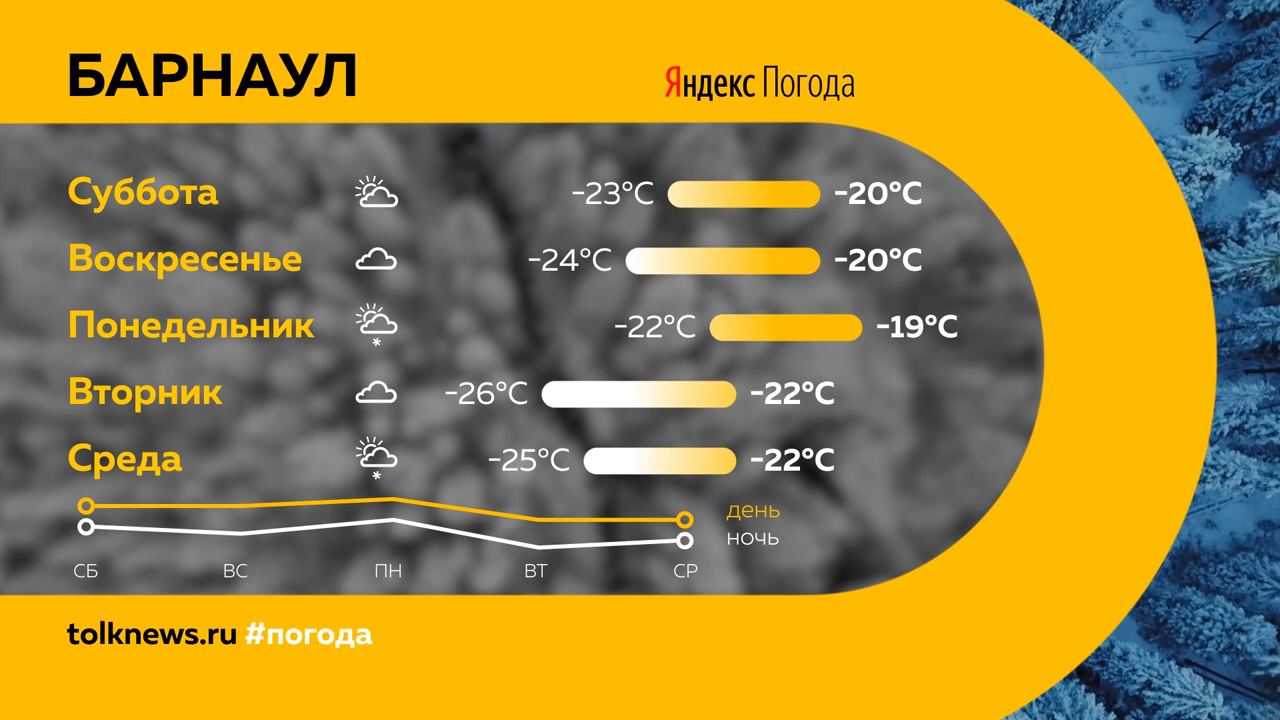 БАРНАУЛ
Яндекс Погода
Суббота -23°C -20°C
Воскресенье -24°C -20°C
Понедельник -22°C -19°C
Вторник -26°C -22°C
Среда -25°C -22°C
день
ночь
СБ ВС ПН ВТ СР
tolknews.ru #погода